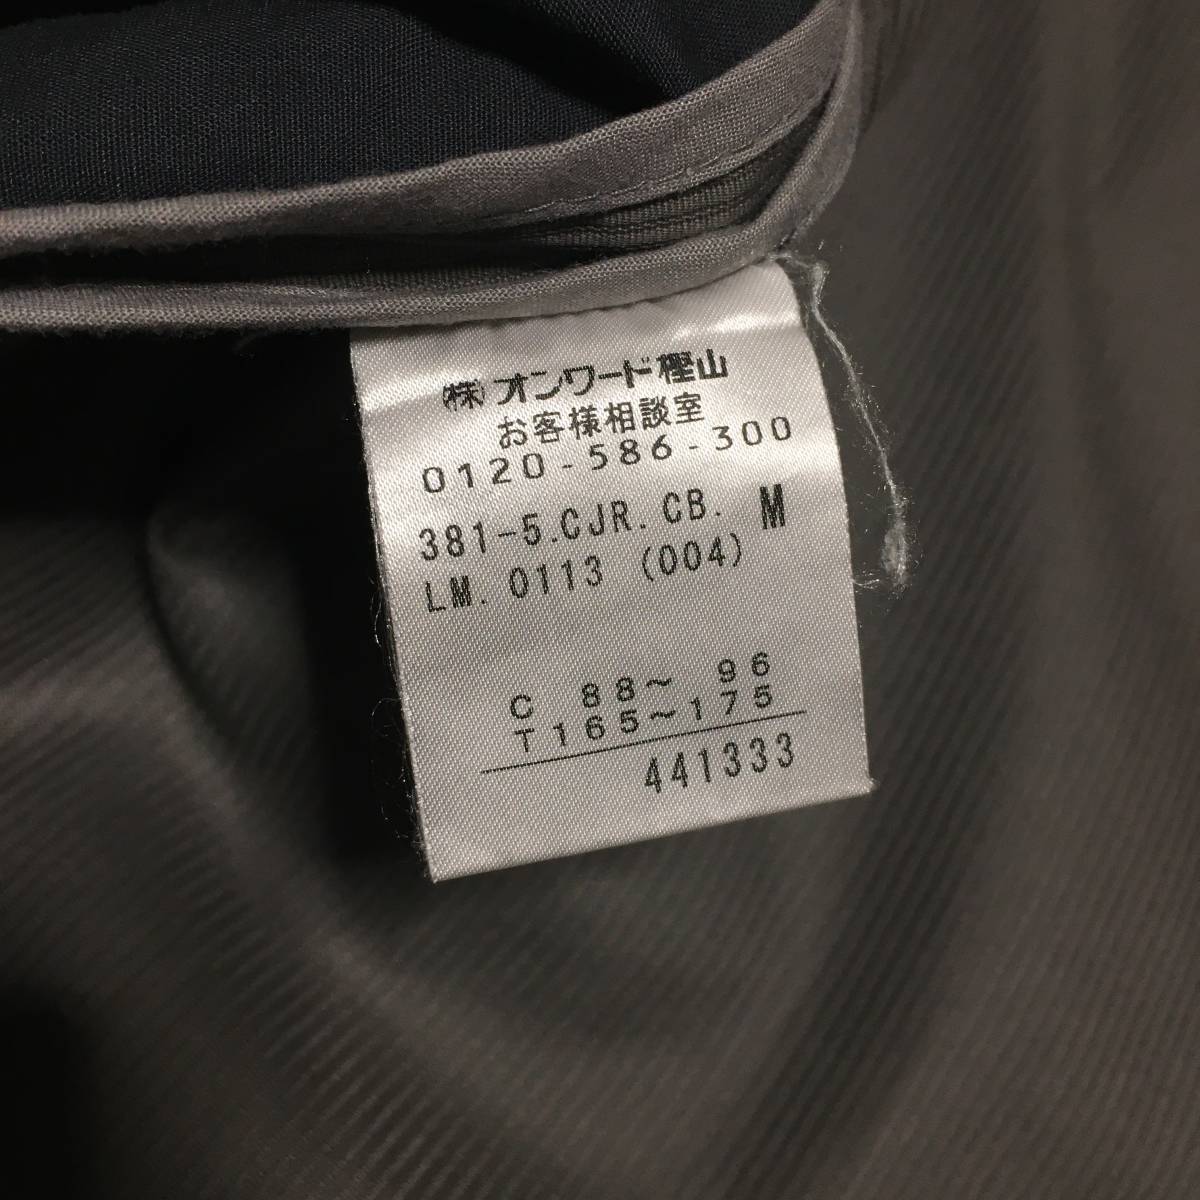 ㈱オンワード樫山
お客様相談室
0120-586-300
381-5.CJR.CB. M
LM.0113 (004)
C 88～ 96
T165～175
441333